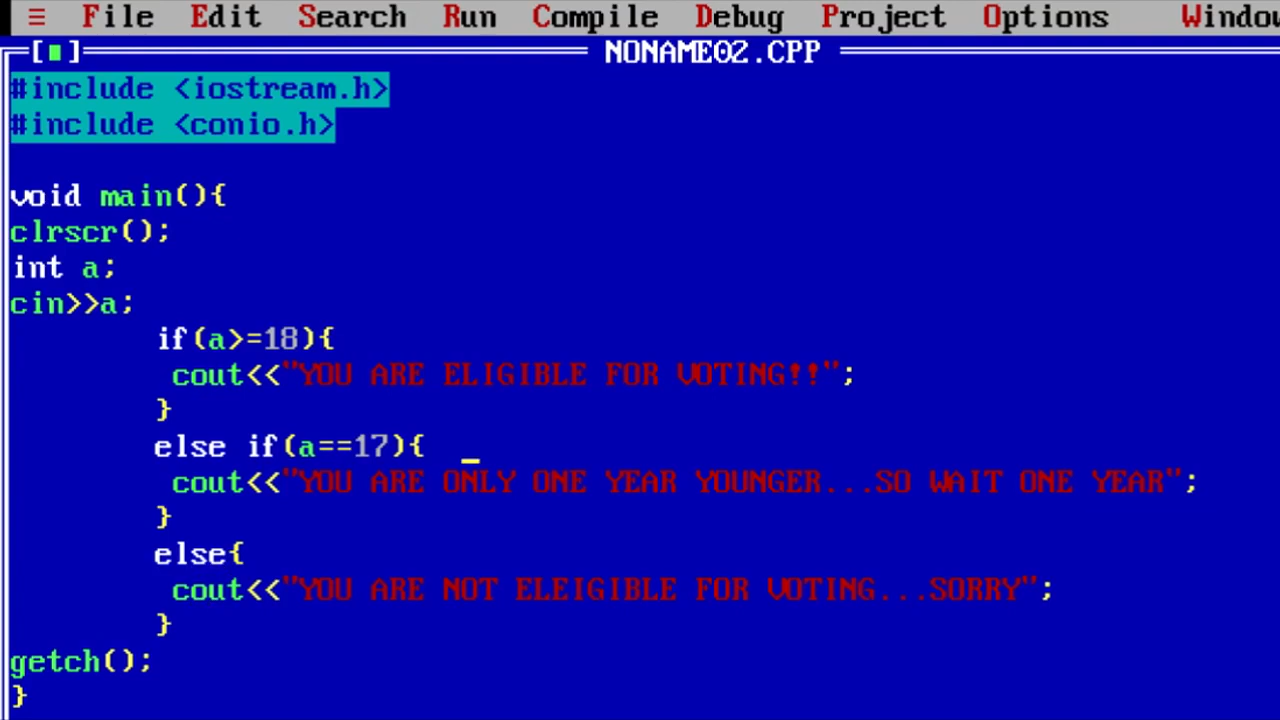 ≡ File Edit Search Run Compile Debug Project Options Windo
[■] NONAME02.CPP
#include <iostream.h>
#include <conio.h>
void main(){
clrscr();
int a;
cin>>a;
if(a>=18){
cout<<"YOU ARE ELIGIBLE FOR VOTING!!";
}
else if(a==17){ _
cout<<"YOU ARE ONLY ONE YEAR YOUNGER...SO WAIT ONE YEAR";
}
else{
cout<<"YOU ARE NOT ELEIGIBLE FOR VOTING...SORRY";
}
getch();
}